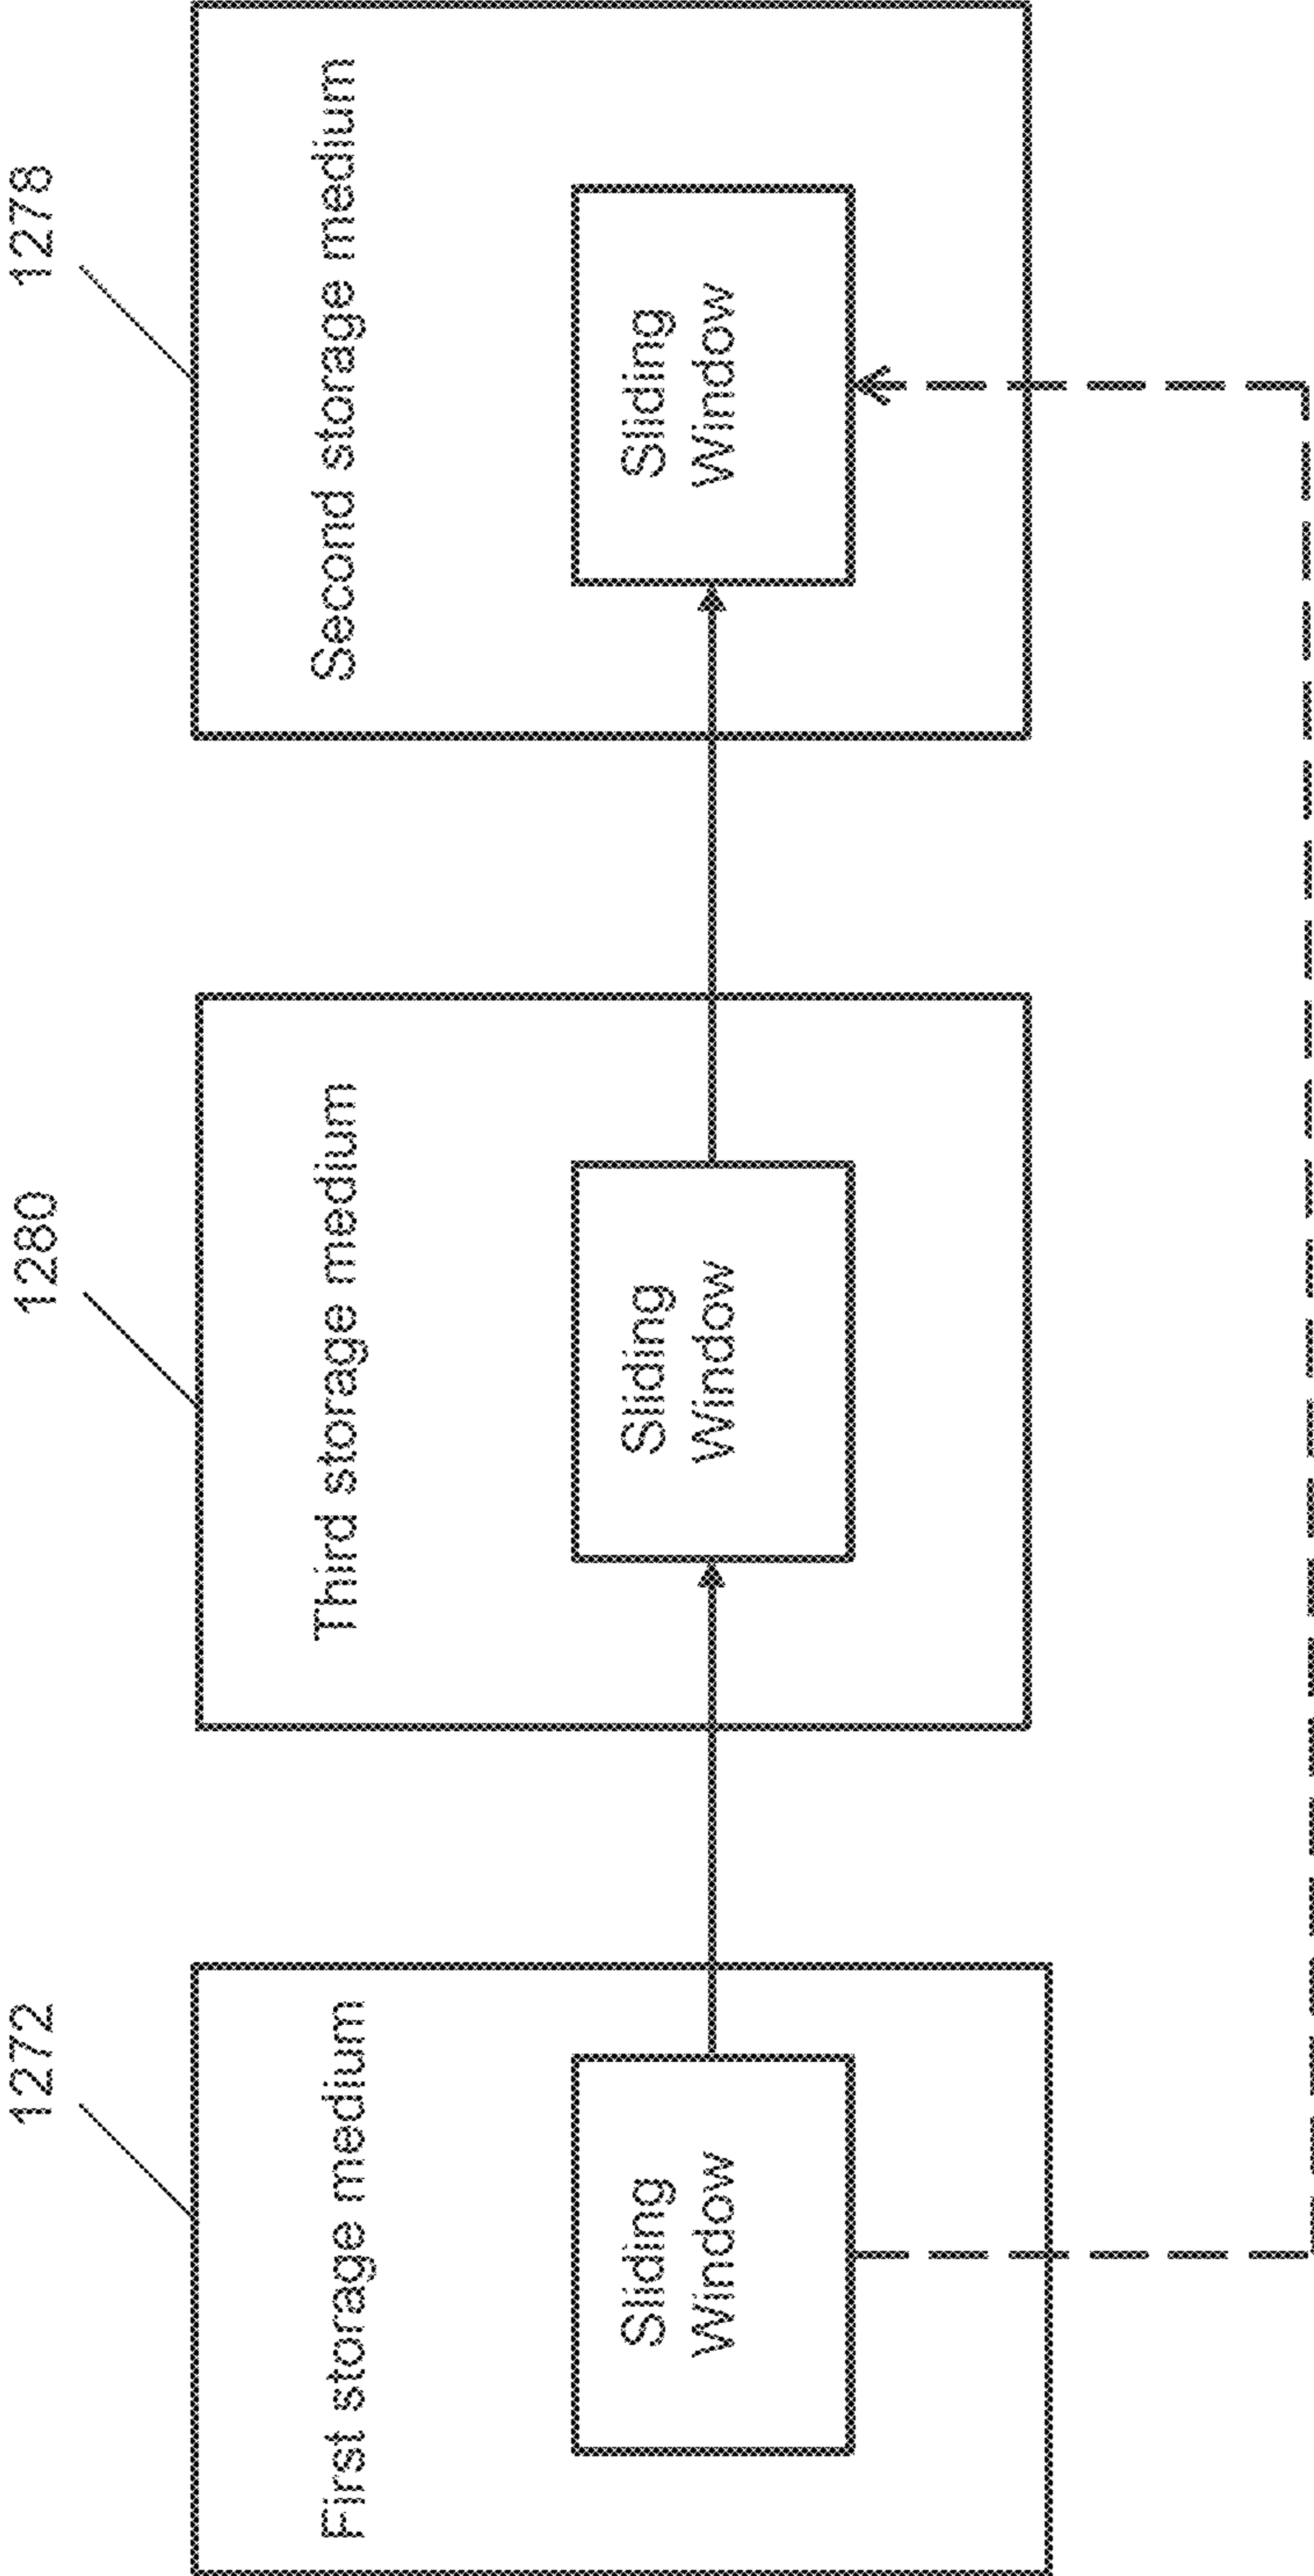 1272
First storage medium
Sliding
Window
1280
Third storage medium
Sliding
Window
1278
Second storage medium
Sliding
Window